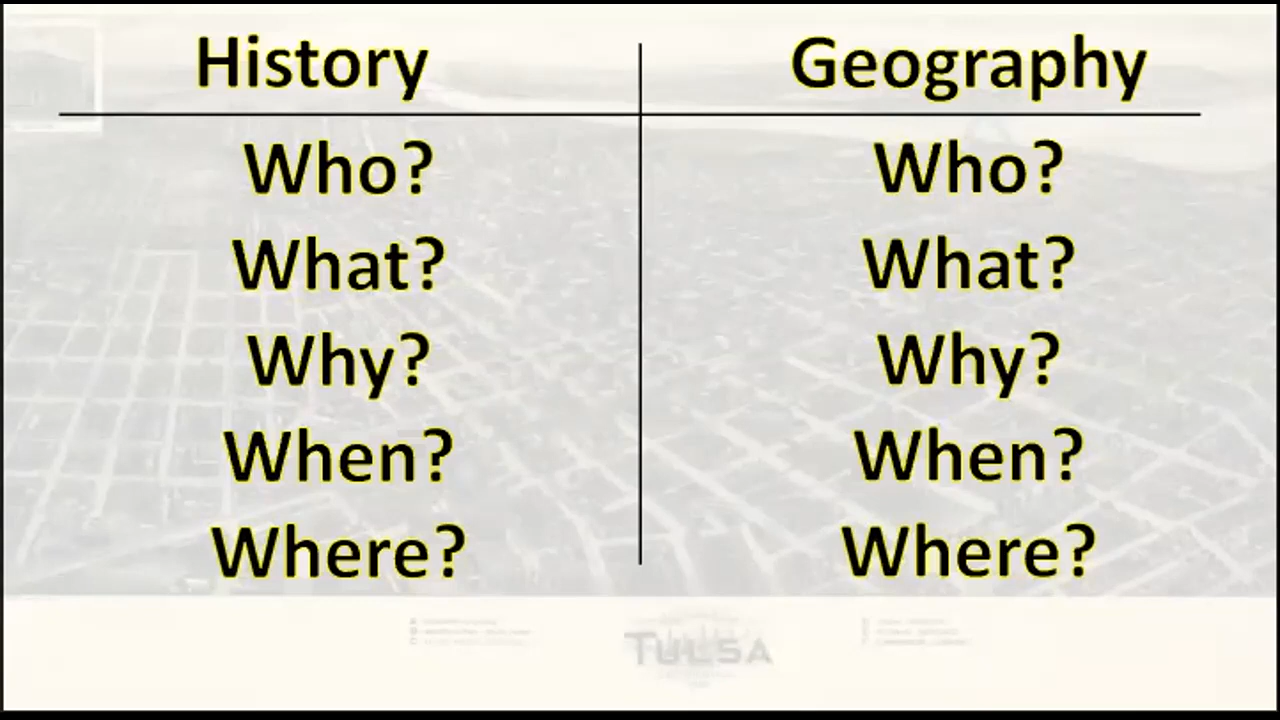 History Geography
Who? Who?
What? What?
Why? Why?
When? When?
Where? Where?
TULSA